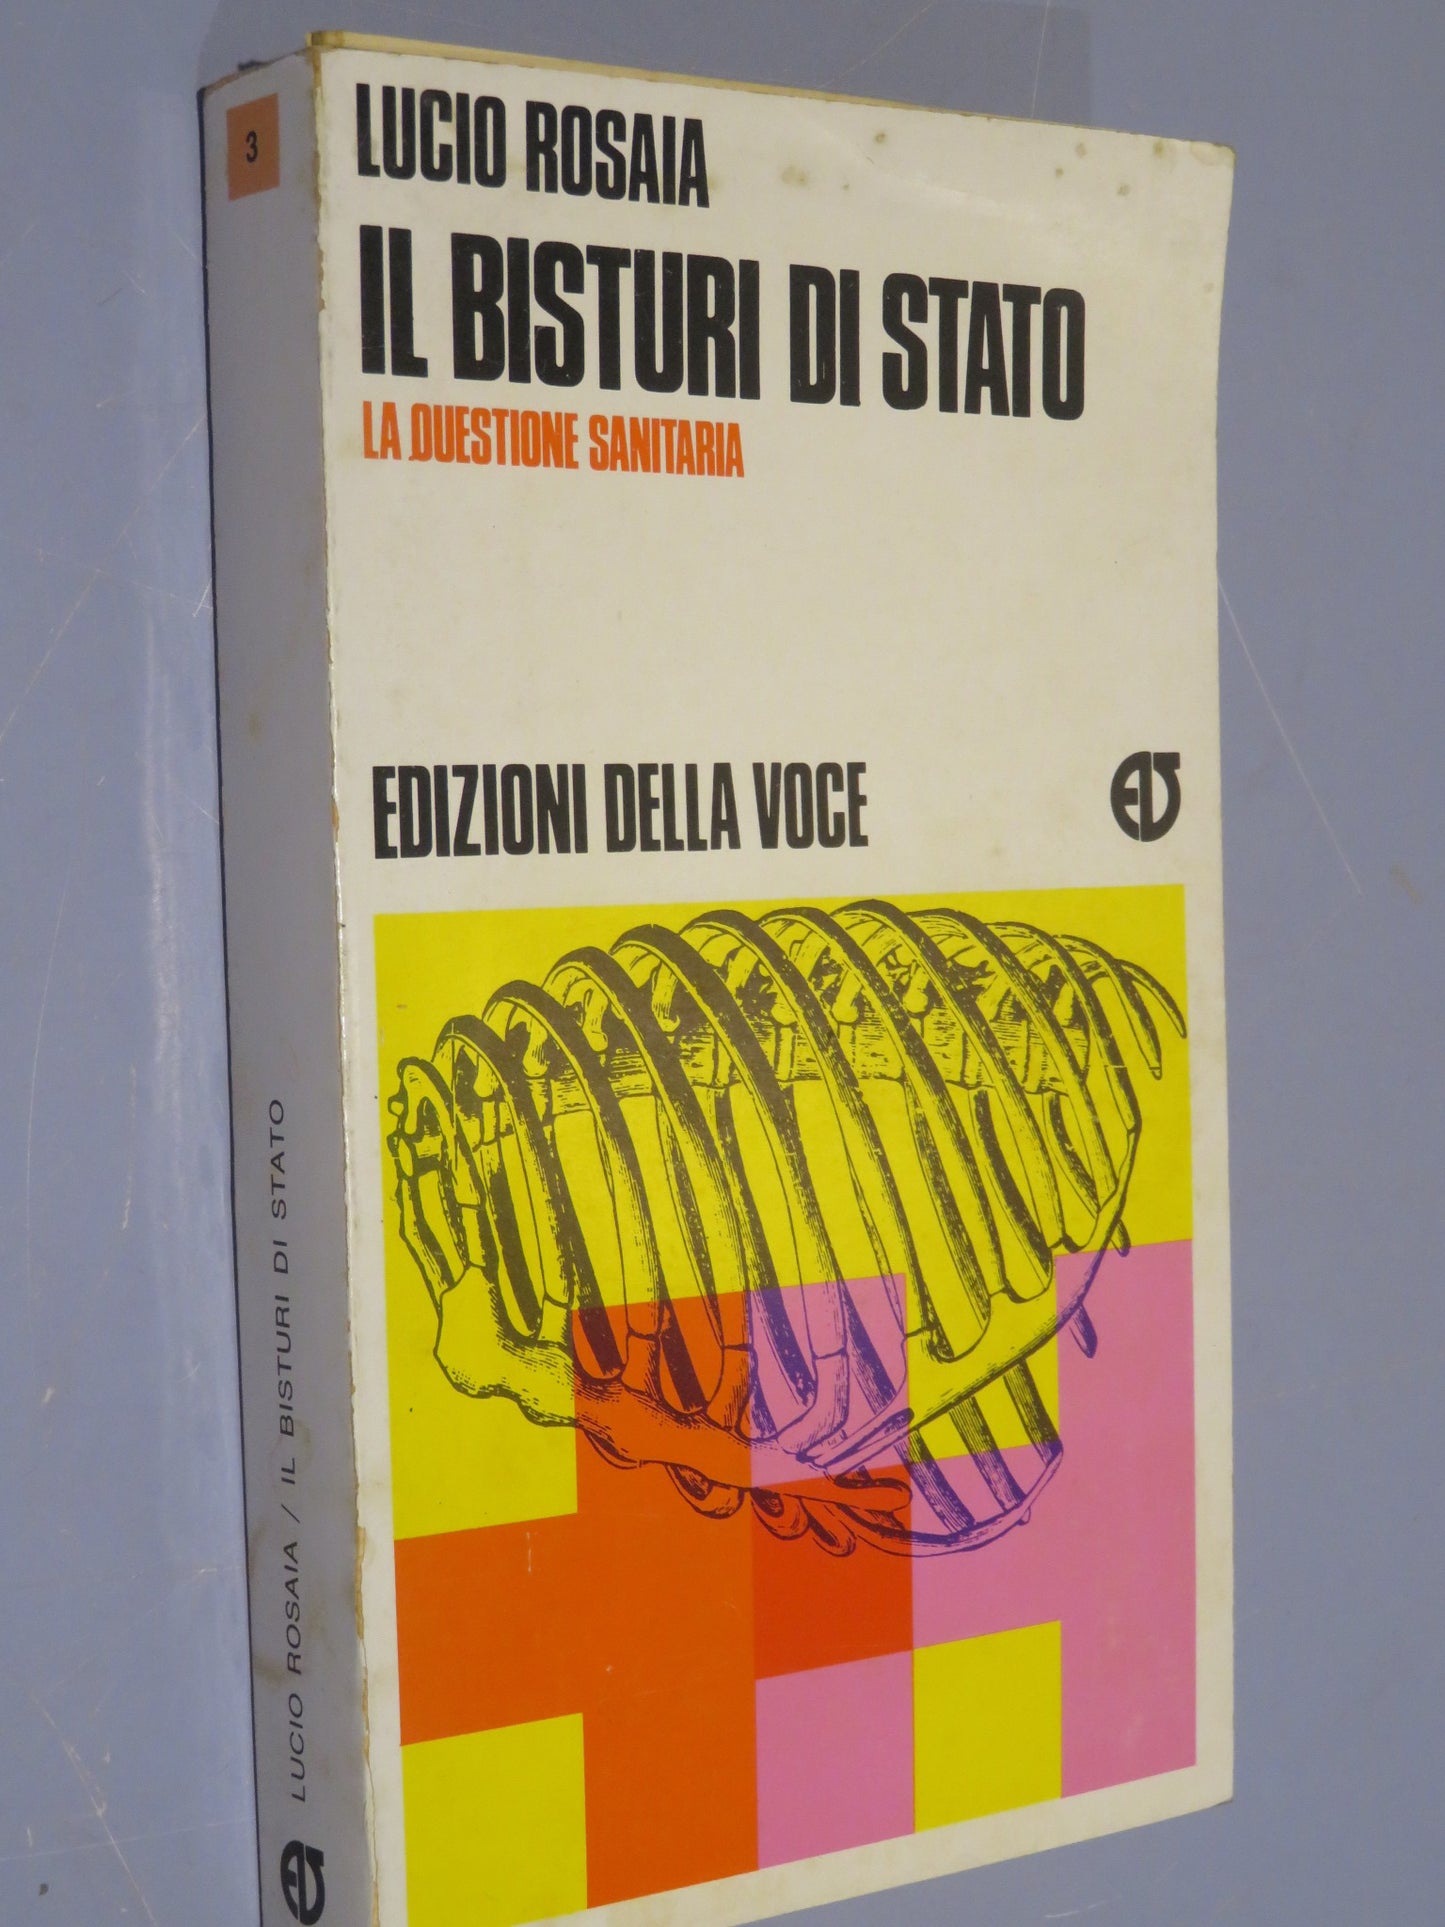 LUCIO ROSAIA
IL BISTURI DI STATO
LA QUESTIONE SANITARIA
EDIZIONI DELLA VOCE
3
LUCIO ROSAIA / IL BISTURI DI STATO